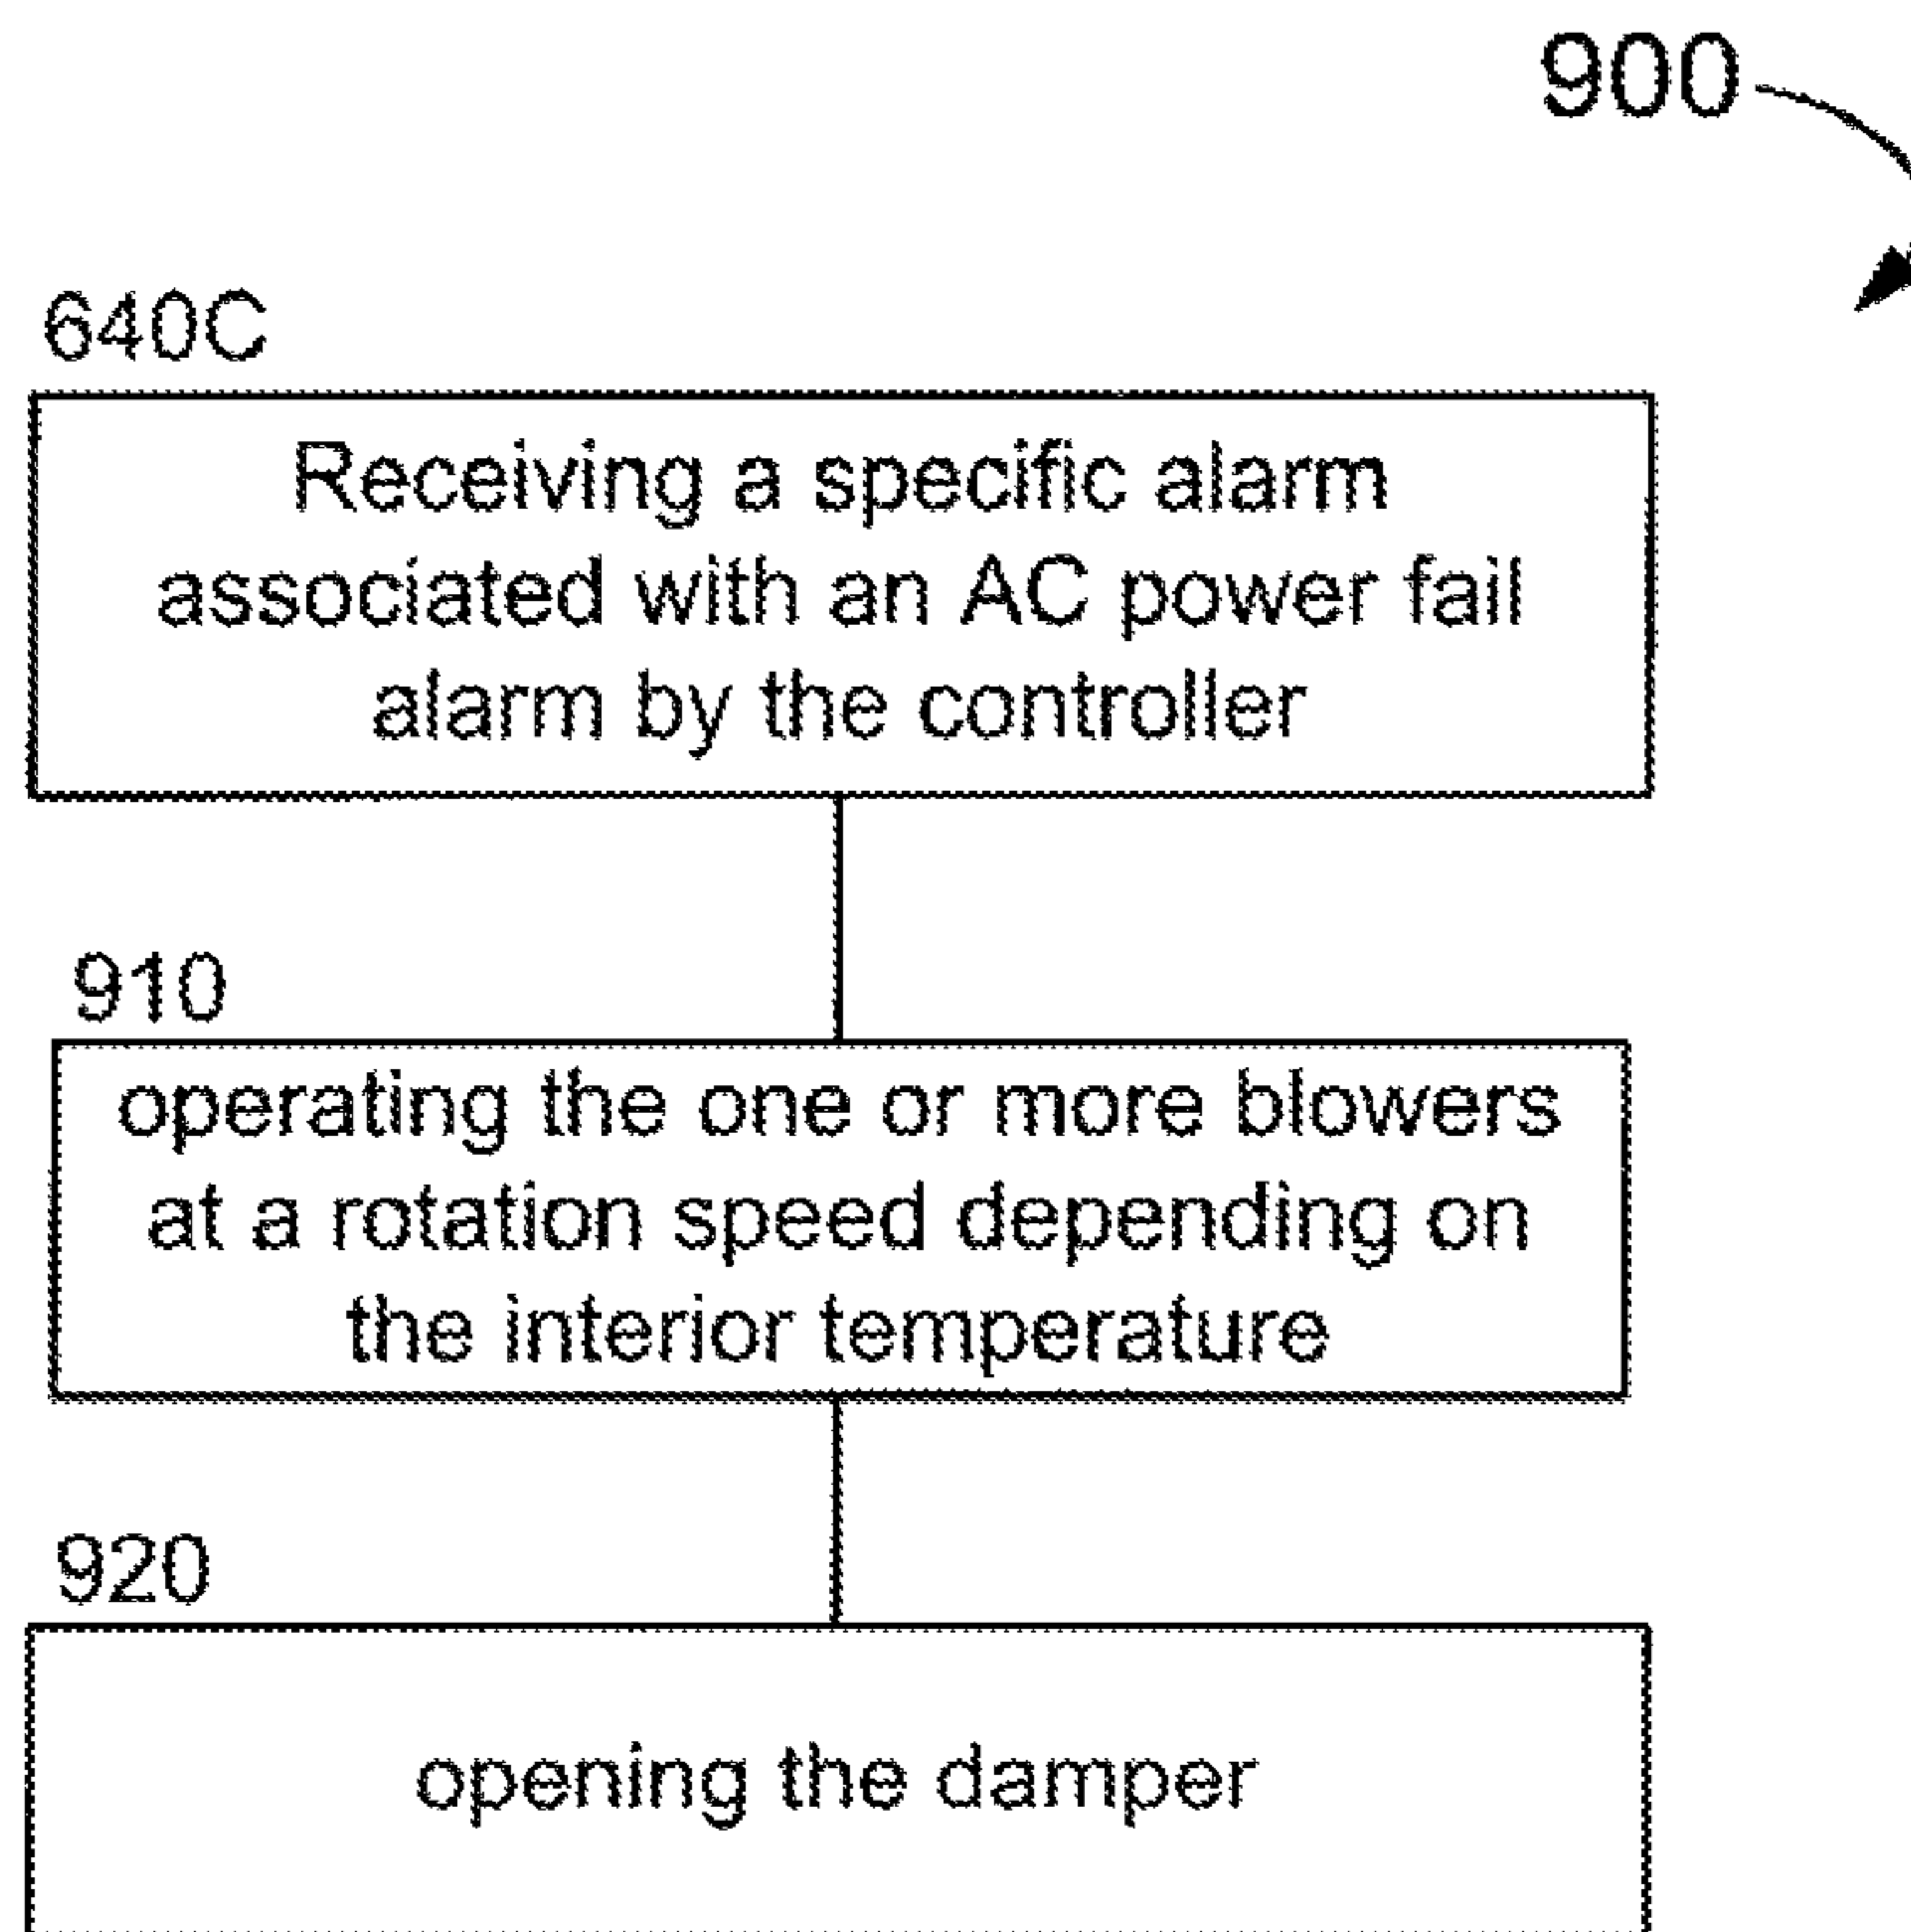 900
640C
Receiving a specific alarm
associated with an AC power fail
alarm by the controller
910
operating the one or more blowers
at a rotation speed depending on
the interior temperature
920
opening the damper